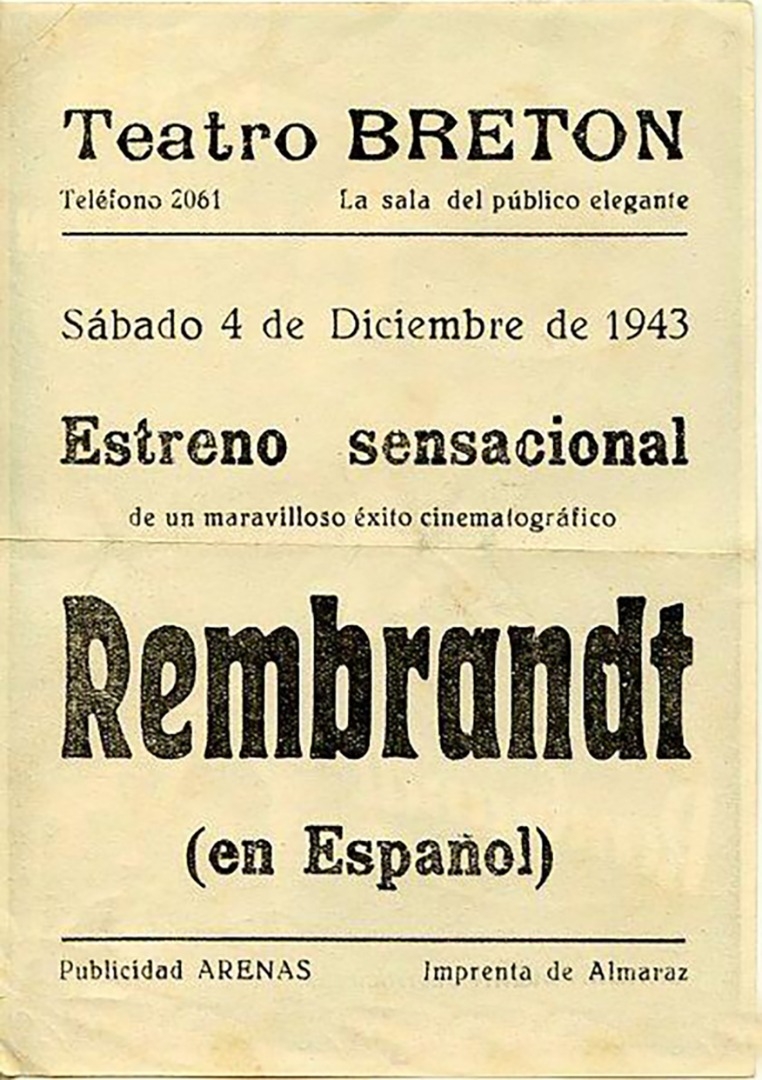 Teatro BRETON
Teléfono 2061 La sala del público elegante
Sábado 4 de Diciembre de 1943
Estreno sensacional
de un maravilloso éxito cinematográfico
Rembrandt
(en Español)
Publicidad ARENAS Imprenta de Almaraz